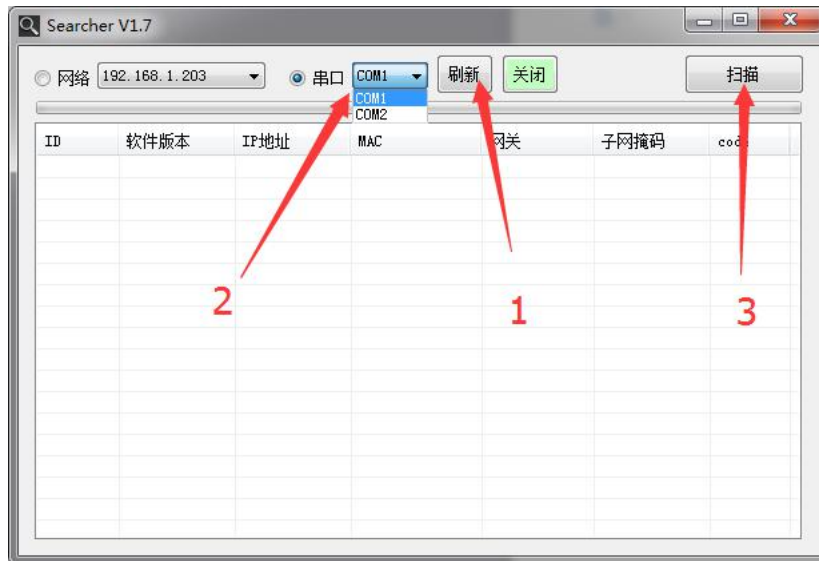 Searcher V1.7
网络 192.168.1.203 串口 COM1 刷新 关闭 扫描
COM1
COM2
ID 软件版本 IP地址 MAC 网关 子网掩码
2 1 3